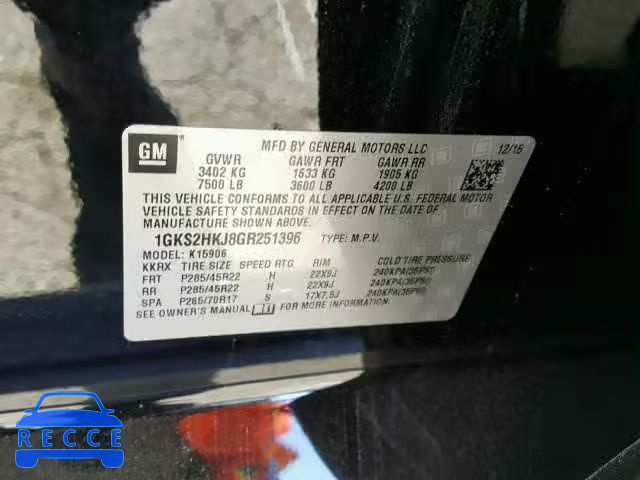 GM
MFD BY GENERAL MOTORS LLC 12/15
GVWR GAWR FRT GAWR RR
3402 KG 1633 KG 1905 KG
7500 LB 3600 LB 4200 LB
THIS VEHICLE CONFORMS TO ALL APPLICABLE U.S. FEDERAL MOTOR
VEHICLE SAFETY, BUMPER, AND THEFT PREVENTION STANDARDS
IN EFFECT ON THE DATE OF
MANUFACTURE SHOWN ABOVE.
1GKS2HKJ8GR251396 TYPE: M.P.V.
MODEL: K15906
KKRX TIRE SIZE SPEED RTG RIM COLD TIRE PRESSURE
FRT P285/45R22 H 22X9J 240KPA(35PSI)
RR P285/45R22 H 22X9J 240KPA(35PSI)
SPA P265/70R17 S 17X7.5J 240KPA(35PSI)
SEE OWNER'S MANUAL FOR MORE INFORMATION.
RECCE